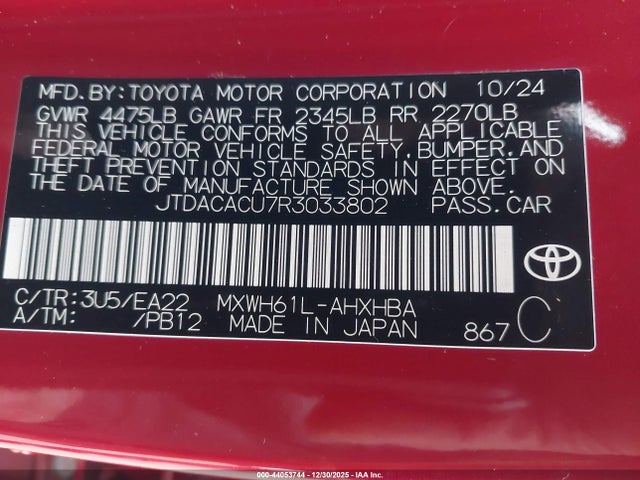 MFD.BY:TOYOTA MOTOR CORPORATION 10/24
GVWR 4475LB GAWR FR 2345LB RR 2270LB
THIS VEHICLE CONFORMS TO ALL APPLICABLE
FEDERAL MOTOR VEHICLE SAFETY,BUMPER,AND
THEFT PREVENTION STANDARDS IN EFFECT ON
THE DATE OF MANUFACTURE SHOWN ABOVE.
JTDACACU7R3033802 PASS.CAR
C/TR:3U5/EA22 MXWH61L-AHXHBA
A/TM: /PB12 MADE IN JAPAN 867 C
000-44053744 - 12/30/2025 - IAA Inc.